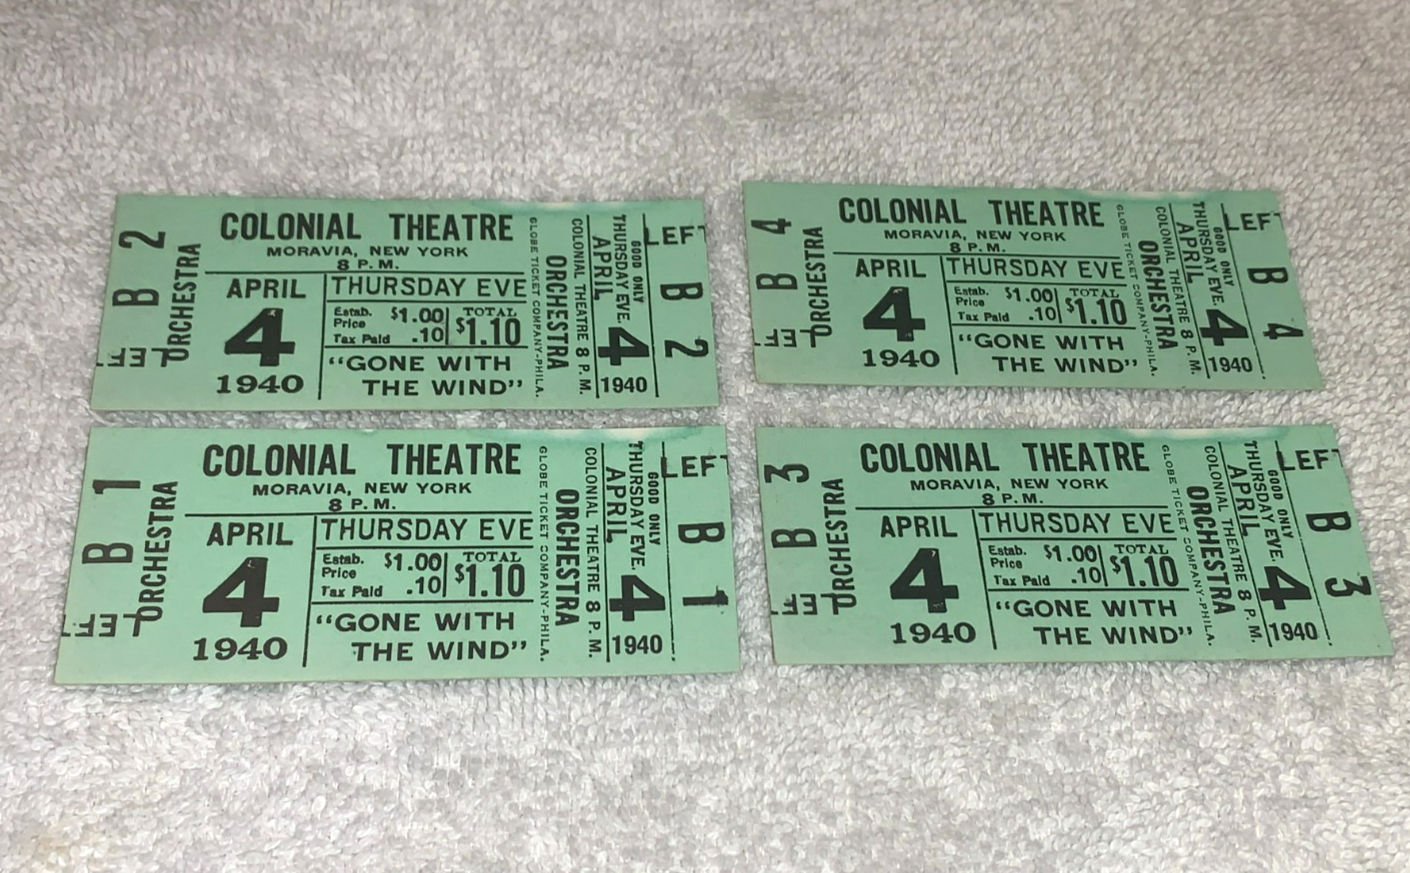 B 2
ORCHESTRA
LEFT
COLONIAL THEATRE
MORAVIA, NEW YORK
8 P.M.
APRIL
4
1940
THURSDAY EVE
Estab. Price $1.00
Tax Paid .10
TOTAL
$1.10
"GONE WITH
THE WIND"
GLOBE TICKET COMPANY-PHILA.
ORCHESTRA
COLONIAL THEATRE 8 P.M.
APRIL
THURSDAY EVE.
GOOD ONLY
4
1940
LEFT
B 2
B 4
ORCHESTRA
LEFT
COLONIAL THEATRE
MORAVIA, NEW YORK
8 P.M.
APRIL
4
1940
THURSDAY EVE
Estab. Price $1.00
Tax Paid .10
TOTAL
$1.10
"GONE WITH
THE WIND"
GLOBE TICKET COMPANY-PHILA.
ORCHESTRA
COLONIAL THEATRE 8 P.M.
APRIL
THURSDAY EVE.
GOOD ONLY
4
1940
LEFT
B 4
B 1
ORCHESTRA
LEFT
COLONIAL THEATRE
MORAVIA, NEW YORK
8 P.M.
APRIL
4
1940
THURSDAY EVE
Estab. Price $1.00
Tax Paid .10
TOTAL
$1.10
"GONE WITH
THE WIND"
GLOBE TICKET COMPANY-PHILA.
ORCHESTRA
COLONIAL THEATRE 8 P.M.
APRIL
THURSDAY EVE.
GOOD ONLY
4
1940
LEFT
B 1
B 3
ORCHESTRA
LEFT
COLONIAL THEATRE
MORAVIA, NEW YORK
8 P.M.
APRIL
4
1940
THURSDAY EVE
Estab. Price $1.00
Tax Paid .10
TOTAL
$1.10
"GONE WITH
THE WIND"
GLOBE TICKET COMPANY-PHILA.
ORCHESTRA
COLONIAL THEATRE 8 P.M.
APRIL
THURSDAY EVE.
GOOD ONLY
4
1940
LEFT
B 3